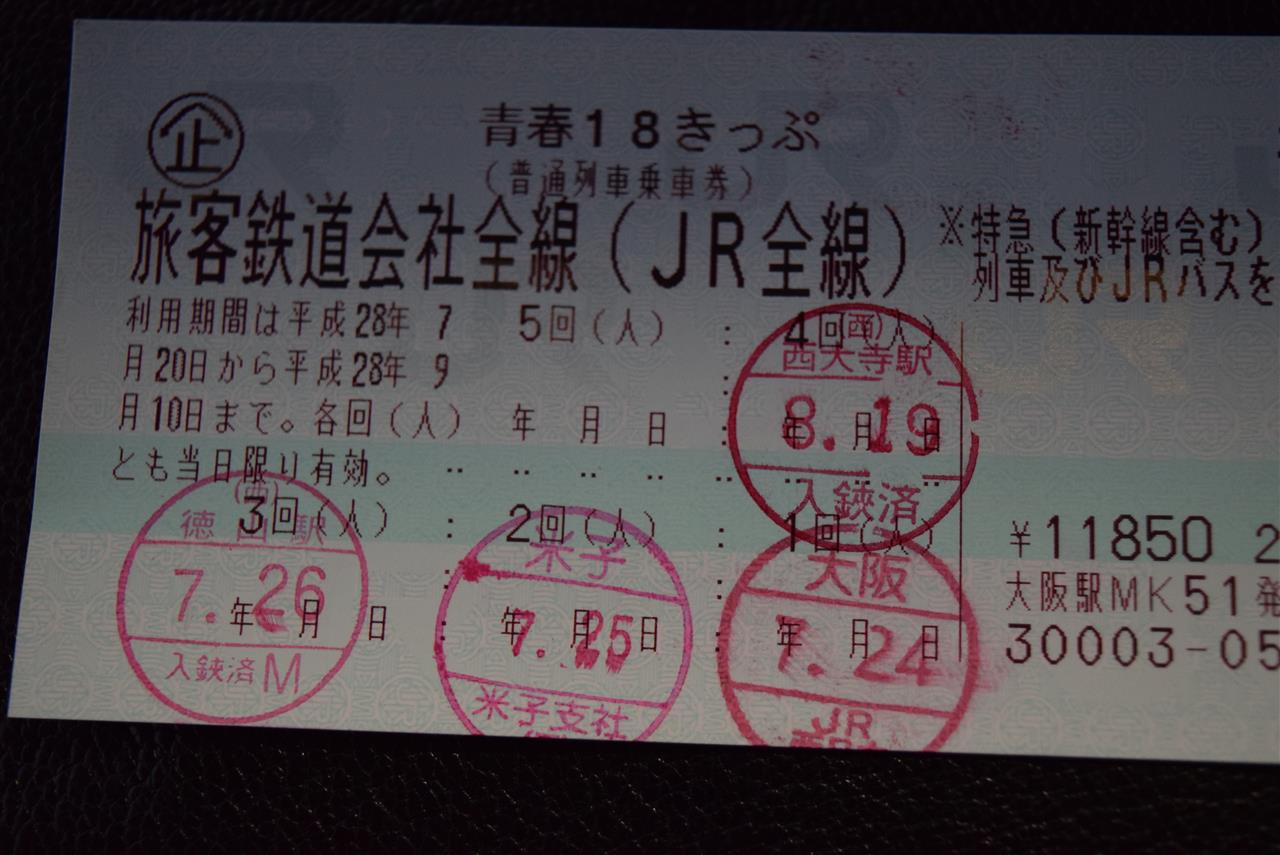 企
青春18きっぷ
(普通列車乗車券)
旅客鉄道会社全線(JR全線)
※特急(新幹線含む)
列車及びJRバスを
利用期間は平成28年 7
月20日から平成28年 9
月10日まで。各回(人)
とも当日限り有効。
5回(人) : 4回(人)
年 月 日 : 年 月 日
(西)
西大寺駅
8.19
入鋏済
3回(人) : 2回(人) : 1回(人)
年 月 日 : 年 月 日 : 年 月 日
(西)
徳山駅
7.26
入鋏済M
米子
7.25
米子支社
大阪
7.24
JR
¥11850 2
大阪駅MK51発
30003-05